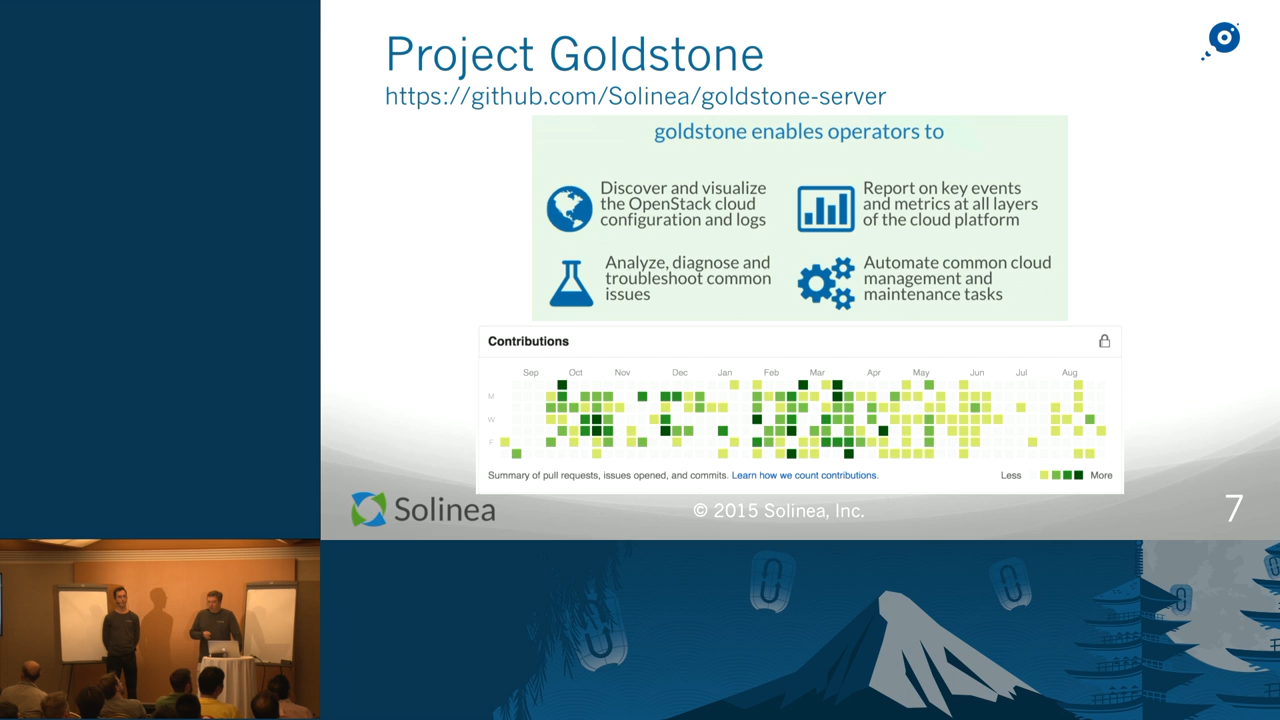 Project Goldstone
https://github.com/Solinea/goldstone-server
goldstone enables operators to
Discover and visualize
the OpenStack cloud
configuration and logs
Report on key events
and metrics at all layers
of the cloud platform
Analyze, diagnose and
troubleshoot common
issues
Automate common cloud
management and
maintenance tasks
Contributions
Sep Oct Nov Dec Jan Feb Mar Apr May Jun Jul Aug
M
W
F
Summary of pull requests, issues opened, and commits. Learn how we count contributions.
Less More
Solinea
© 2015 Solinea, Inc.
7